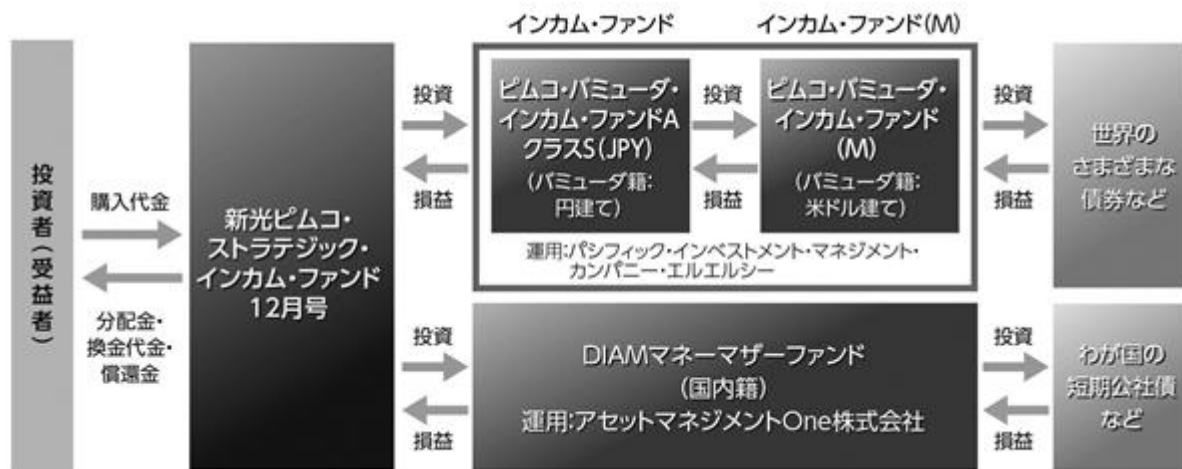 インカム・ファンド
インカム・ファンド(M)
投資者(受益者)
購入代金
分配金・
換金代金・
償還金
新光ピムコ・
ストラテジック・
インカム・ファンド
12月号
投資
損益
ピムコ・バミューダ・
インカム・ファンドA
クラスS(JPY)
(バミューダ籍:
円建て)
投資
損益
ピムコ・バミューダ・
インカム・ファンド
(M)
(バミューダ籍:
米ドル建て)
運用:パシフィック・インベストメント・マネジメント・
カンパニー・エルエルシー
投資
損益
世界の
さまざまな
債券など
投資
損益
DIAMマネーマザーファンド
(国内籍)
運用:アセットマネジメントOne株式会社
投資
損益
わが国の
短期公社債
など